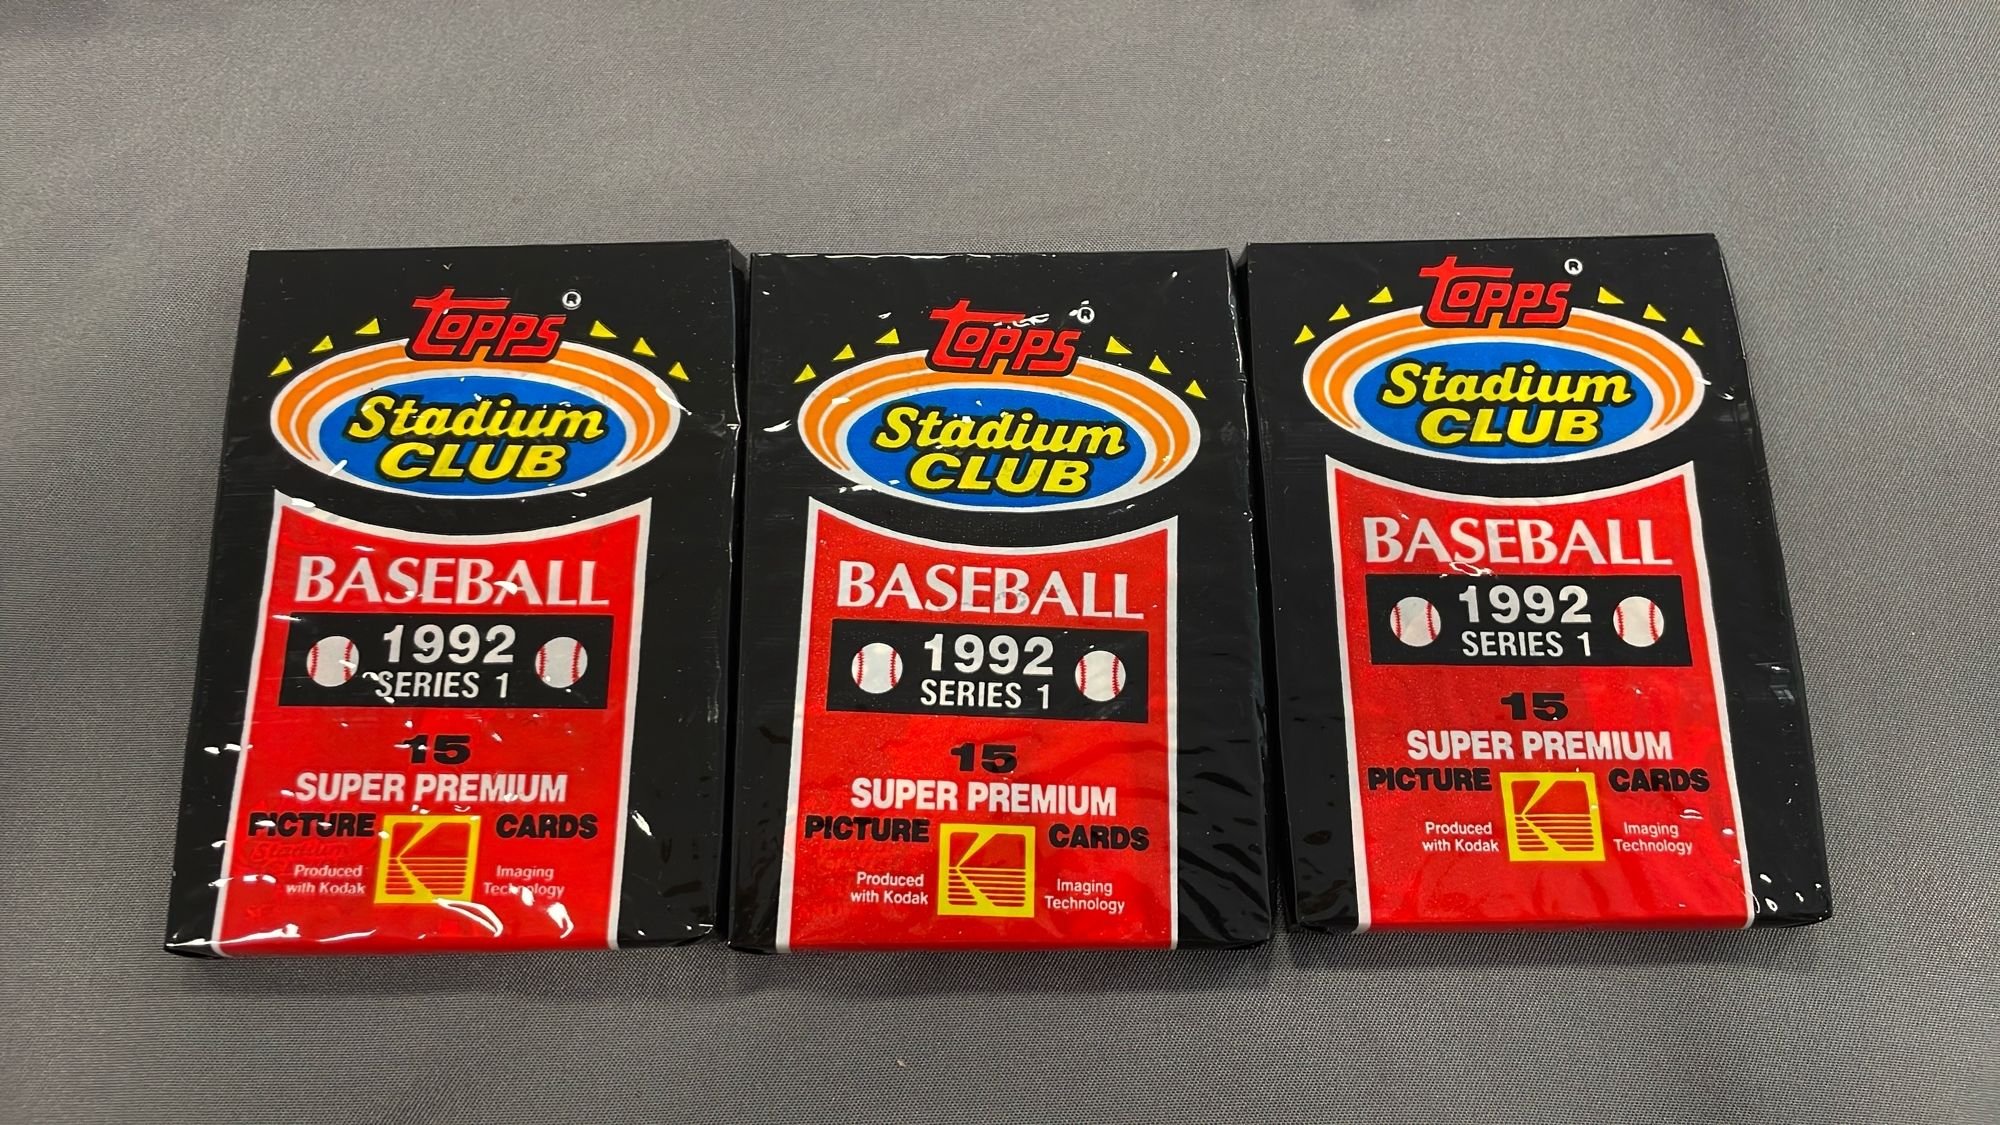 Topps®
Stadium
CLUB
BASEBALL
1992
SERIES 1
15
SUPER PREMIUM
PICTURE CARDS
Produced with Kodak
Imaging Technology
Topps®
Stadium
CLUB
BASEBALL
1992
SERIES 1
15
SUPER PREMIUM
PICTURE CARDS
Produced with Kodak
Imaging Technology
Topps®
Stadium
CLUB
BASEBALL
1992
SERIES 1
15
SUPER PREMIUM
PICTURE CARDS
Produced with Kodak
Imaging Technology